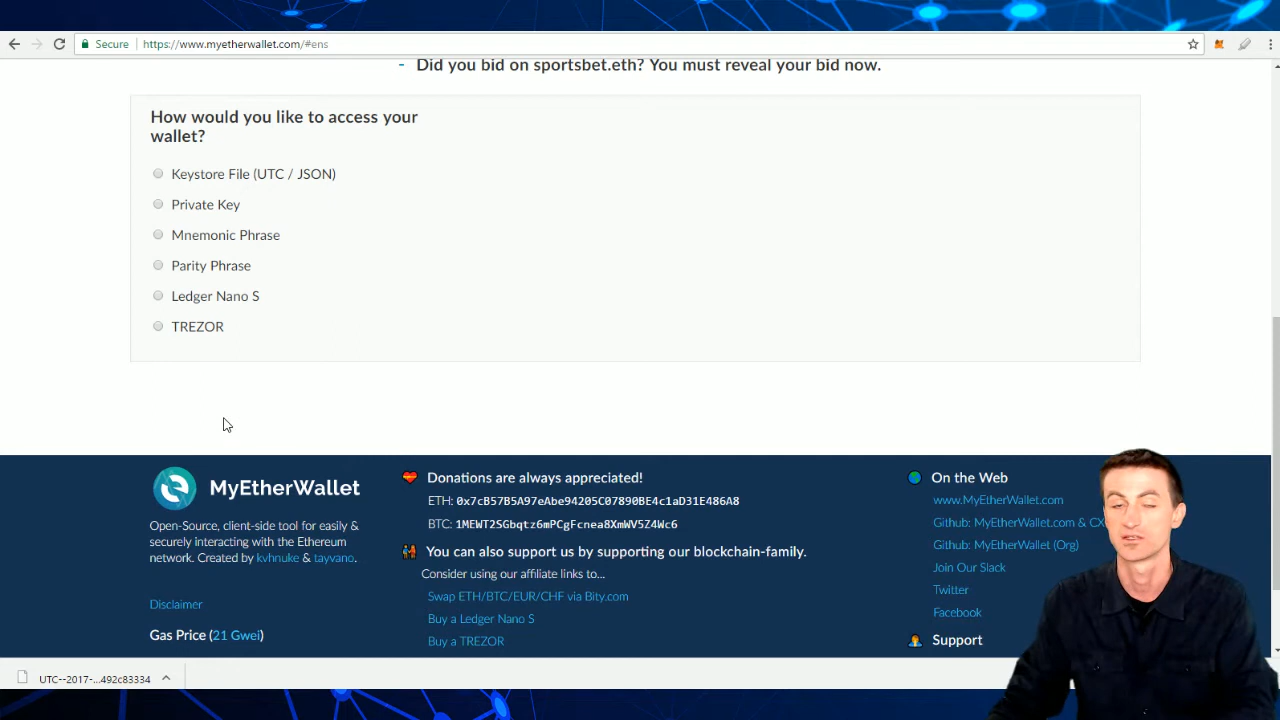 Secure
https://www.myetherwallet.com/#ens
- Did you bid on sportsbet.eth? You must reveal your bid now.
How would you like to access your
wallet?
Keystore File (UTC / JSON)
Private Key
Mnemonic Phrase
Parity Phrase
Ledger Nano S
TREZOR
MyEtherWallet
Open-Source, client-side tool for easily &
securely interacting with the Ethereum
network. Created by kvhnuke & tayvano.
Disclaimer
Gas Price (21 Gwei)
Donations are always appreciated!
ETH: 0x7cB57B5A97eAbe94205C07890BE4c1aD31E486A8
BTC: 1MEWT2SGbqtz6mPCgFcnea8XmWV5Z4Wc6
You can also support us by supporting our blockchain-family.
Consider using our affiliate links to...
Swap ETH/BTC/EUR/CHF via Bity.com
Buy a Ledger Nano S
Buy a TREZOR
On the Web
www.MyEtherWallet.com
Github: MyEtherWallet.com & CX
Github: MyEtherWallet (Org)
Join Our Slack
Twitter
Facebook
Support
UTC--2017-...492c83334